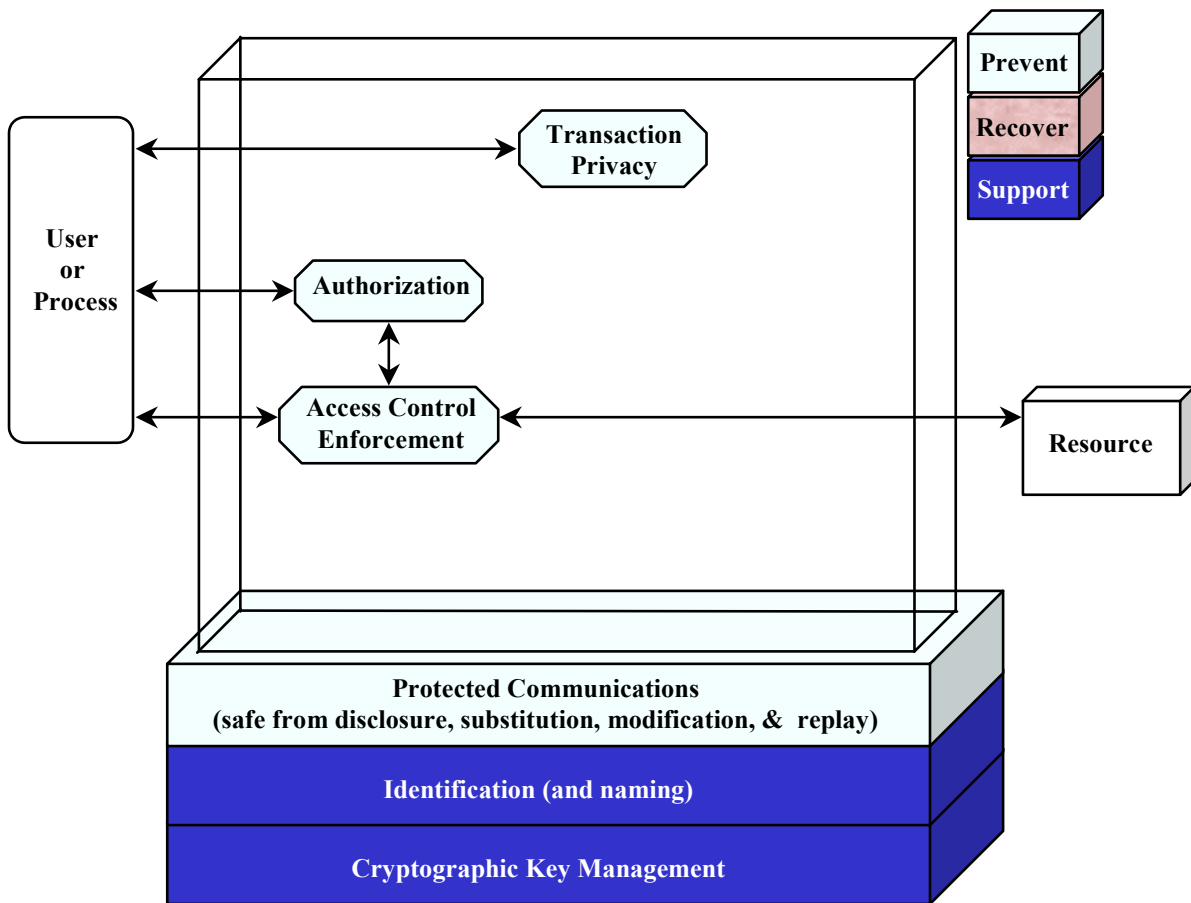 Prevent
Recover
Support
Transaction
Privacy
User
or
Process
Authorization
Access Control
Enforcement
Resource
Protected Communications
(safe from disclosure, substitution, modification, & replay)
Identification (and naming)
Cryptographic Key Management